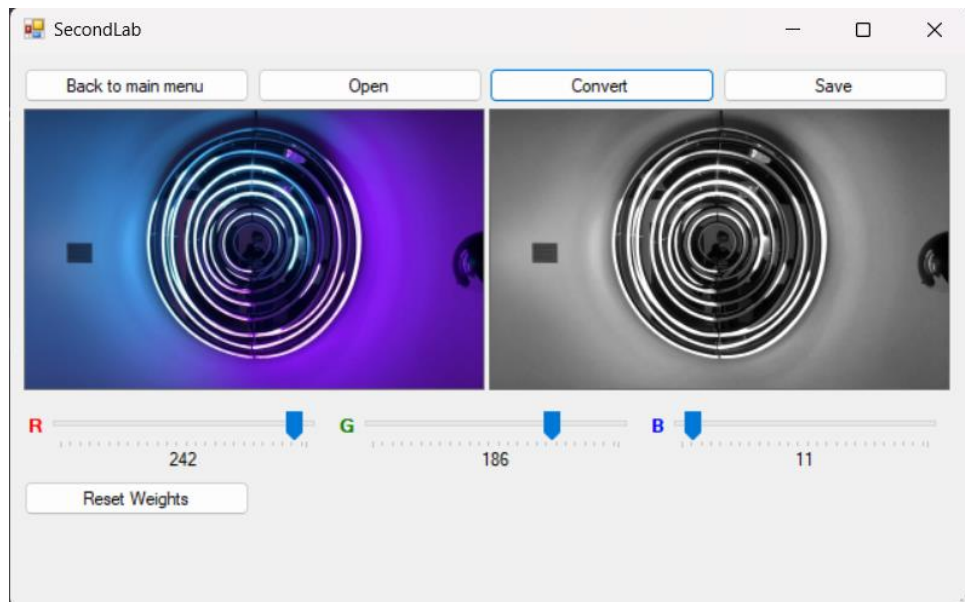 SecondLab
Back to main menu Open Convert Save
R G B
242 186 11
Reset Weights